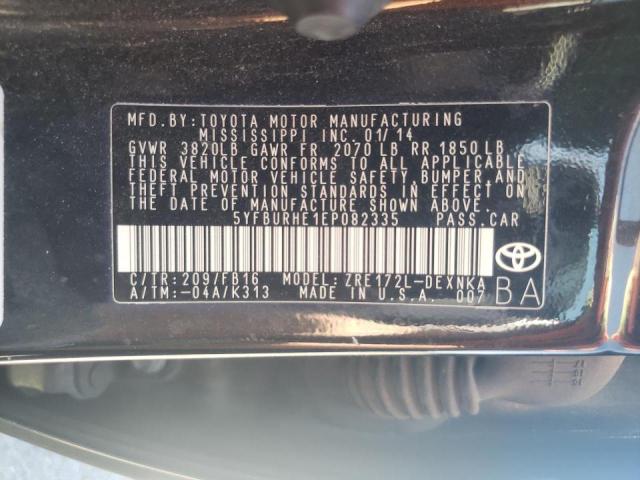 MFD.BY:TOYOTA MOTOR MANUFACTURING
MISSISSIPPI INC.01/14
GVWR 3820LB GAWR FR 2070 LB RR 1850 LB
THIS VEHICLE CONFORMS TO ALL APPLICABLE
FEDERAL MOTOR VEHICLE SAFETY, BUMPER,AND
THEFT PREVENTION STANDARDS IN EFFECT ON
THE DATE OF MANUFACTURE SHOWN ABOVE.
5YFBURHE1EP082335 PASS.CAR
C/TR:209/FB16 MODEL:ZRE172L-DEXNKA
A/TM:-04A/K313 MADE IN U.S.A. 007
BA